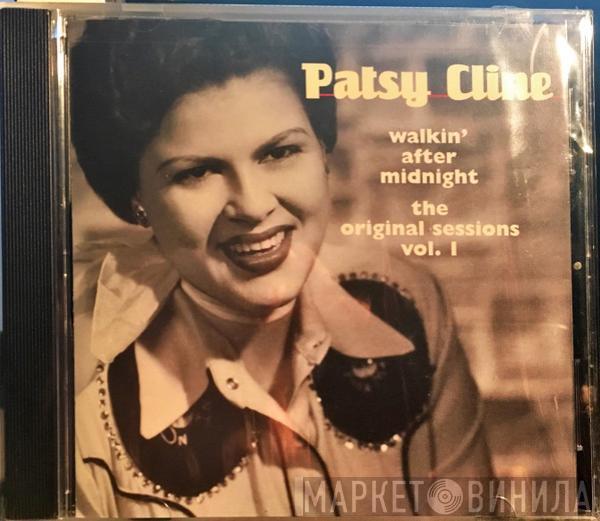 Patsy Cline
walkin'
after
midnight
the
original sessions
vol. 1
МАРКЕТ ВИНИЛА